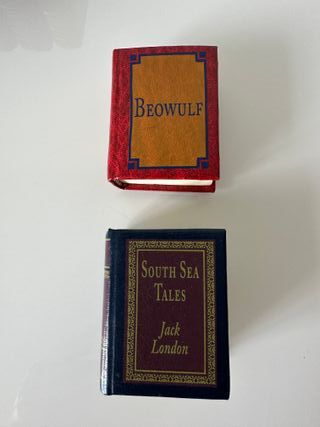 BEOWULF
SOUTH SEA
TALES
Jack
London